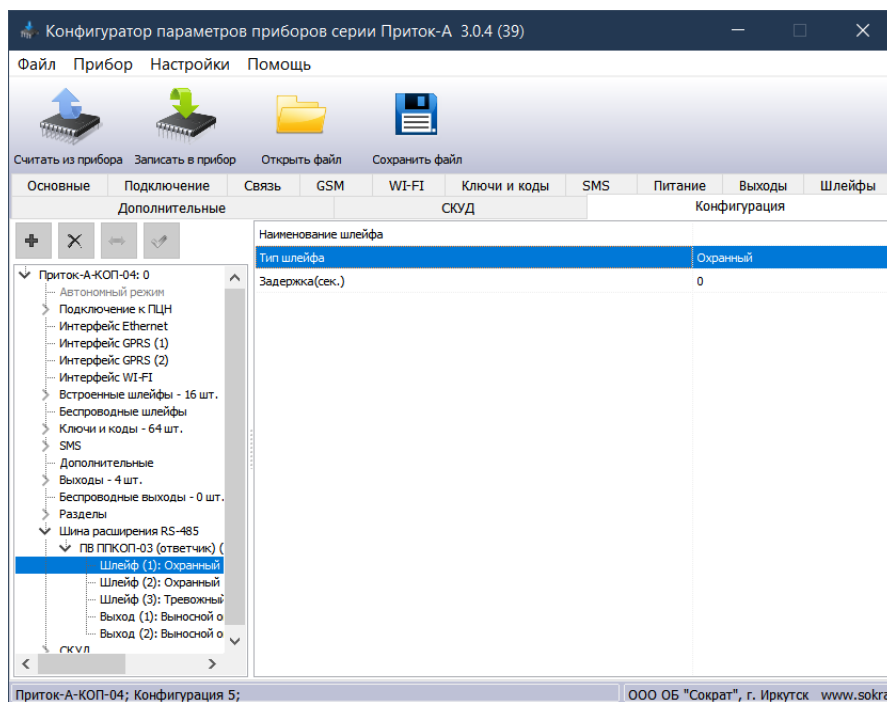 Конфигуратор параметров приборов серии Приток-А 3.0.4 (39)
Файл Прибор Настройки Помощь
Считать из прибора Записать в прибор Открыть файл Сохранить файл
Основные Подключение Связь GSM WI-FI Ключи и коды SMS Питание Выходы Шлейфы
Дополнительные СКУД Конфигурация
Наименование шлейфа
Тип шлейфа Охранный
Задержка(сек.) 0
Приток-А-КОП-04: 0
Автономный режим
Подключение к ПЦН
Интерфейс Ethernet
Интерфейс GPRS (1)
Интерфейс GPRS (2)
Интерфейс WI-FI
Встроенные шлейфы - 16 шт.
Беспроводные шлейфы
Ключи и коды - 64 шт.
SMS
Дополнительные
Выходы - 4 шт.
Беспроводные выходы - 0 шт.
Разделы
Шина расширения RS-485
ПВ ППКОП-03 (ответчик) (
Шлейф (1): Охранный
Шлейф (2): Охранный
Шлейф (3): Тревожный
Выход (1): Выносной о
Выход (2): Выносной о
СКУД
Приток-А-КОП-04; Конфигурация 5; ООО ОБ "Сократ", г. Иркутск www.sokra